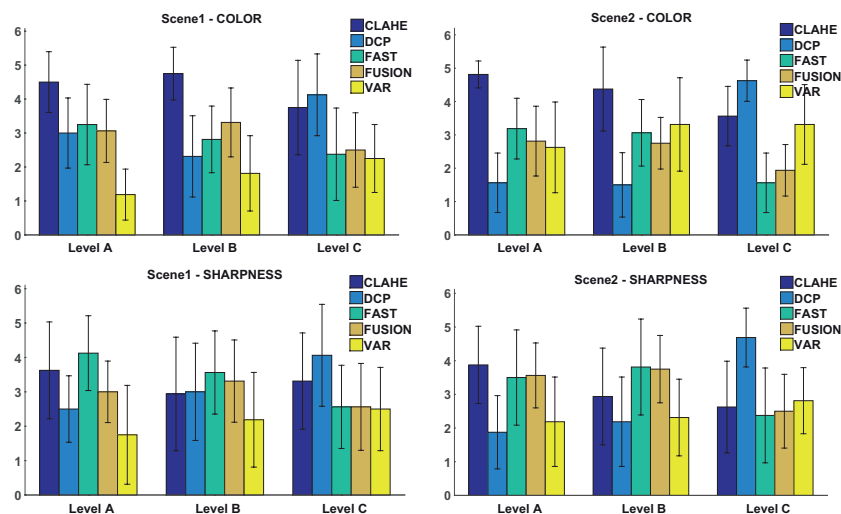 Scene1 - COLOR
CLAHE
DCP
FAST
FUSION
VAR
6
5
4
3
2
1
0
Level A Level B Level C
Scene2 - COLOR
CLAHE
DCP
FAST
FUSION
VAR
6
5
4
3
2
1
0
Level A Level B Level C
Scene1 - SHARPNESS
CLAHE
DCP
FAST
FUSION
VAR
6
5
4
3
2
1
0
Level A Level B Level C
Scene2 - SHARPNESS
CLAHE
DCP
FAST
FUSION
VAR
6
5
4
3
2
1
0
Level A Level B Level C